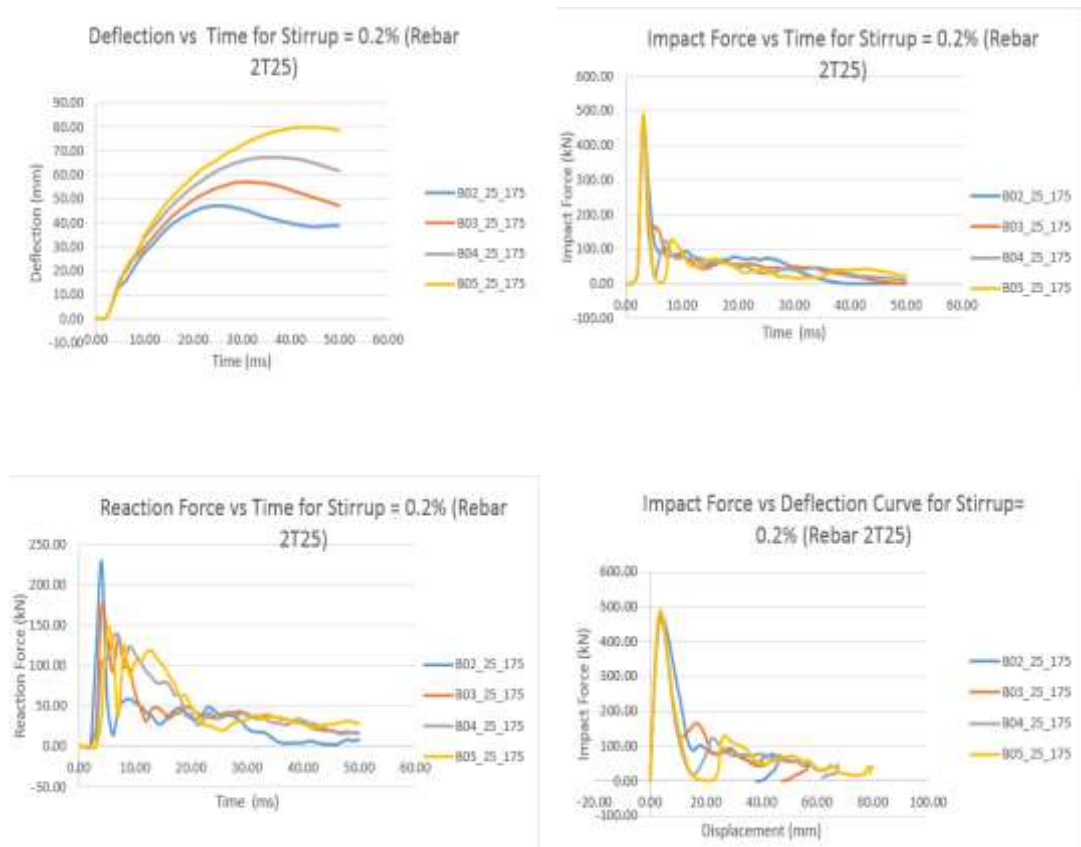 Deflection vs Time for Stirrup = 0.2% (Rebar
2T25)
90.00
80.00
70.00
60.00
50.00
40.00
30.00
20.00
10.00
0.00
-10.00
0.00 10.00 20.00 30.00 40.00 50.00 60.00
Deflection (mm)
Time (ms)
B02_25_175
B03_25_175
B04_25_175
B05_25_175
Impact Force vs Time for Stirrup = 0.2% (Rebar
2T25)
600.00
500.00
400.00
300.00
200.00
100.00
0.00
-100.00
0.00 10.00 20.00 30.00 40.00 50.00 60.00
Impact Force (kN)
Time (ms)
B02_25_175
B03_25_175
B04_25_175
B05_25_175
Reaction Force vs Time for Stirrup = 0.2% (Rebar
2T25)
250.00
200.00
150.00
100.00
50.00
0.00
-50.00
0.00 10.00 20.00 30.00 40.00 50.00 60.00
Reaction Force (kN)
Time (ms)
B02_25_175
B03_25_175
B04_25_175
B05_25_175
Impact Force vs Deflection Curve for Stirrup=
0.2% (Rebar 2T25)
600.00
500.00
400.00
300.00
200.00
100.00
0.00
-100.00
-20.00 0.00 20.00 40.00 60.00 80.00 100.00
Impact Force (kN)
Displacement (mm)
B02_25_175
B03_25_175
B04_25_175
B05_25_175